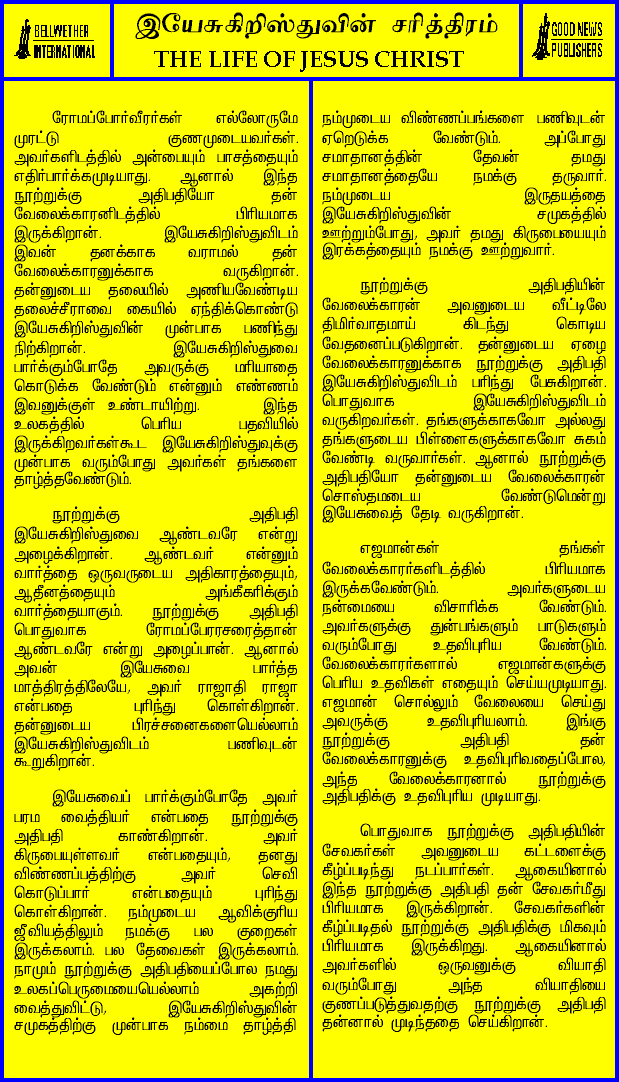 BELLWETHER
INTERNATIONAL
இயேசுகிறிஸ்துவின் சரித்திரம்
THE LIFE OF JESUS CHRIST
GOOD NEWS
PUBLISHERS
ரோமப்போர்வீரர்கள் எல்லோருமே
முரட்டு குணமுடையவர்கள்.
அவர்களிடத்தில் அன்பையும் பாசத்தையும்
எதிர்பார்க்கமுடியாது. ஆனால் இந்த
நூற்றுக்கு அதிபதியோ தன்
வேலைக்காரனிடத்தில் பிரியமாக
இருக்கிறான். இயேசுகிறிஸ்துவிடம்
இவன் தனக்காக வராமல் தன்
வேலைக்காரனுக்காக வருகிறான்.
தன்னுடைய தலையில் அணியவேண்டிய
தலைச்சீராவை கையில் ஏந்திக்கொண்டு
இயேசுகிறிஸ்துவின் முன்பாக பணிந்து
நிற்கிறான். இயேசுகிறிஸ்துவை
பார்க்கும்போதே அவருக்கு மரியாதை
கொடுக்க வேண்டும் என்னும் எண்ணம்
இவனுக்குள் உண்டாயிற்று. இந்த
உலகத்தில் பெரிய பதவியில்
இருக்கிறவர்கள்கூட இயேசுகிறிஸ்துவுக்கு
முன்பாக வரும்போது அவர்கள் தங்களை
தாழ்த்தவேண்டும்.
நூற்றுக்கு அதிபதி
இயேசுகிறிஸ்துவை ஆண்டவரே என்று
அழைக்கிறான். ஆண்டவர் என்னும்
வார்த்தை ஒருவருடைய அதிகாரத்தையும்,
ஆதீனத்தையும் அங்கீகரிக்கும்
வார்த்தையாகும். நூற்றுக்கு அதிபதி
பொதுவாக ரோமப்பேரரசரைத்தான்
ஆண்டவரே என்று அழைப்பான். ஆனால்
அவன் இயேசுவை பார்த்த
மாத்திரத்திலேயே, அவர் ராஜாதி ராஜா
என்பதை புரிந்து கொள்கிறான்.
தன்னுடைய பிரச்சனைகளையெல்லாம்
இயேசுகிறிஸ்துவிடம் பணிவுடன்
கூறுகிறான்.
இயேசுவைப் பார்க்கும்போதே அவர்
பரம வைத்தியர் என்பதை நூற்றுக்கு
அதிபதி காண்கிறான். அவர்
கிருபையுள்ளவர் என்பதையும், தனது
விண்ணப்பத்திற்கு அவர் செவி
கொடுப்பார் என்பதையும் புரிந்து
கொள்கிறான். நம்முடைய ஆவிக்குரிய
ஜீவியத்திலும் நமக்கு பல குறைகள்
இருக்கலாம். பல தேவைகள் இருக்கலாம்.
நாமும் நூற்றுக்கு அதிபதியைப்போல நமது
உலகப்பெருமையையெல்லாம் அகற்றி
வைத்துவிட்டு, இயேசுகிறிஸ்துவின்
சமுகத்திற்கு முன்பாக நம்மை தாழ்த்தி
நம்முடைய விண்ணப்பங்களை பணிவுடன்
ஏறெடுக்க வேண்டும். அப்போது
சமாதானத்தின் தேவன் தமது
சமாதானத்தையே நமக்கு தருவார்.
நம்முடைய இருதயத்தை
இயேசுகிறிஸ்துவின் சமுகத்தில்
ஊற்றும்போது, அவர் தமது கிருபையையும்
இரக்கத்தையும் நமக்கு ஊற்றுவார்.
நூற்றுக்கு அதிபதியின்
வேலைக்காரன் அவனுடைய வீட்டிலே
திமிர்வாதமாய் கிடந்து கொடிய
வேதனைப்படுகிறான். தன்னுடைய ஏழை
வேலைக்காரனுக்காக நூற்றுக்கு அதிபதி
இயேசுகிறிஸ்துவிடம் பரிந்து பேசுகிறான்.
பொதுவாக இயேசுகிறிஸ்துவிடம்
வருகிறவர்கள். தங்களுக்காகவோ அல்லது
தங்களுடைய பிள்ளைகளுக்காகவோ சுகம்
வேண்டி வருவார்கள். ஆனால் நூற்றுக்கு
அதிபதியோ தன்னுடைய வேலைக்காரன்
சொஸ்தமடைய வேண்டுமென்று
இயேசுவைத் தேடி வருகிறான்.
எஜமான்கள் தங்கள்
வேலைக்காரர்களிடத்தில் பிரியமாக
இருக்கவேண்டும். அவர்களுடைய
நன்மையை விசாரிக்க வேண்டும்.
அவர்களுக்கு துன்பங்களும் பாடுகளும்
வரும்போது உதவிபுரிய வேண்டும்.
வேலைக்காரர்களால் எஜமான்களுக்கு
பெரிய உதவிகள் எதையும் செய்யமுடியாது.
எஜமான் சொல்லும் வேலையை செய்து
அவருக்கு உதவிபுரியலாம். இங்கு
நூற்றுக்கு அதிபதி தன்
வேலைக்காரனுக்கு உதவிபுரிவதைப்போல,
அந்த வேலைக்காரனால் நூற்றுக்கு
அதிபதிக்கு உதவிபுரிய முடியாது.
பொதுவாக நூற்றுக்கு அதிபதியின்
சேவகர்கள் அவனுடைய கட்டளைக்கு
கீழ்ப்படிந்து நடப்பார்கள். ஆகையினால்
இந்த நூற்றுக்கு அதிபதி தன் சேவகர்மீது
பிரியமாக இருக்கிறான். சேவகர்களின்
கீழ்ப்படிதல் நூற்றுக்கு அதிபதிக்கு மிகவும்
பிரியமாக இருக்கிறது. ஆகையினால்
அவர்களில் ஒருவனுக்கு வியாதி
வரும்போது அந்த வியாதியை
குணப்படுத்துவதற்கு நூற்றுக்கு அதிபதி
தன்னால் முடிந்ததை செய்கிறான்.